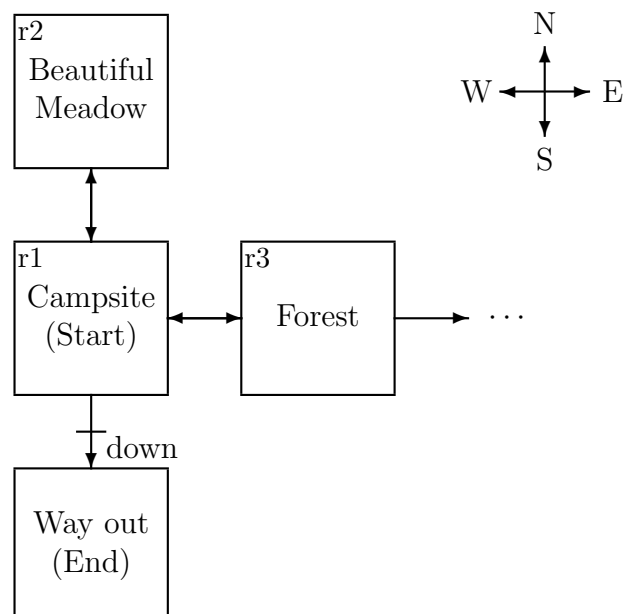 r2
Beautiful
Meadow
N
W
E
S
r1
Campsite
(Start)
r3
Forest
...
down
Way out
(End)